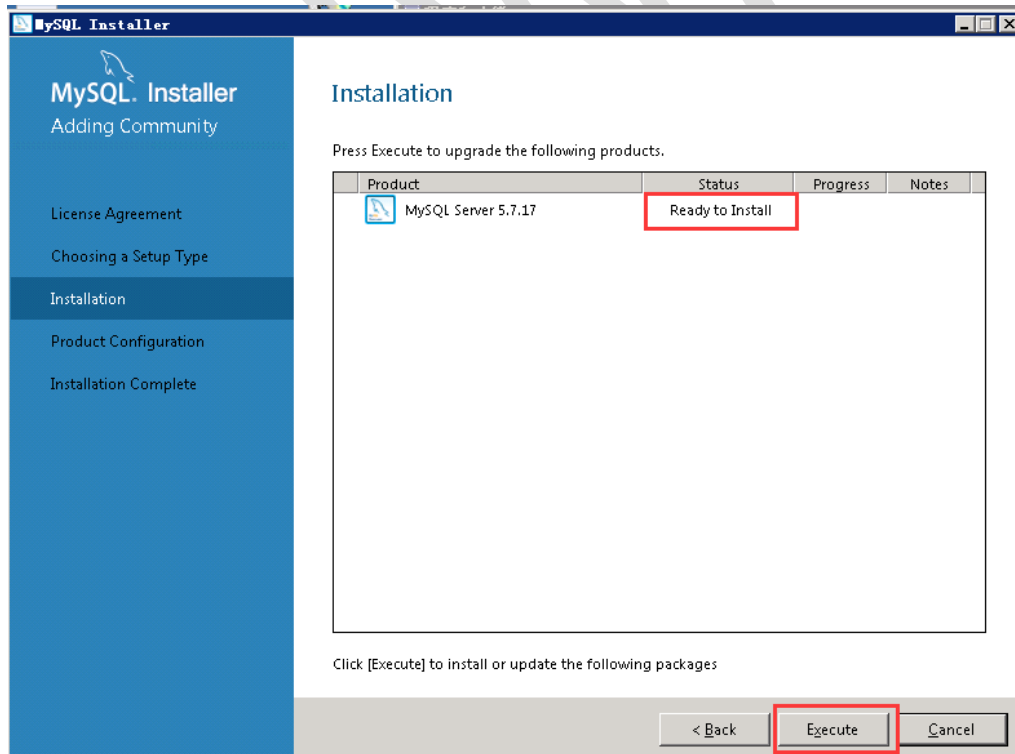 MySQL Installer
MySQL. Installer
Adding Community
License Agreement
Choosing a Setup Type
Installation
Product Configuration
Installation Complete
Installation
Press Execute to upgrade the following products.
Product Status Progress Notes
MySQL Server 5.7.17 Ready to Install
Click [Execute] to install or update the following packages
< Back Execute Cancel